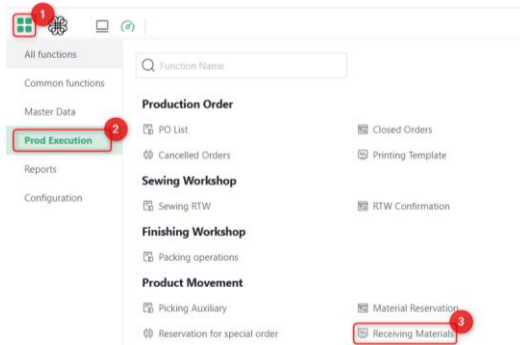 1
All functions
Function Name
Common functions
Master Data
Production Order
PO List
Closed Orders
2
Prod Execution
Cancelled Orders
Printing Template
Reports
Sewing Workshop
Configuration
Sewing RTW
RTW Confirmation
Finishing Workshop
Packing operations
Product Movement
Picking Auxiliary
Material Reservation
3
Reservation for special order
Receiving Materials